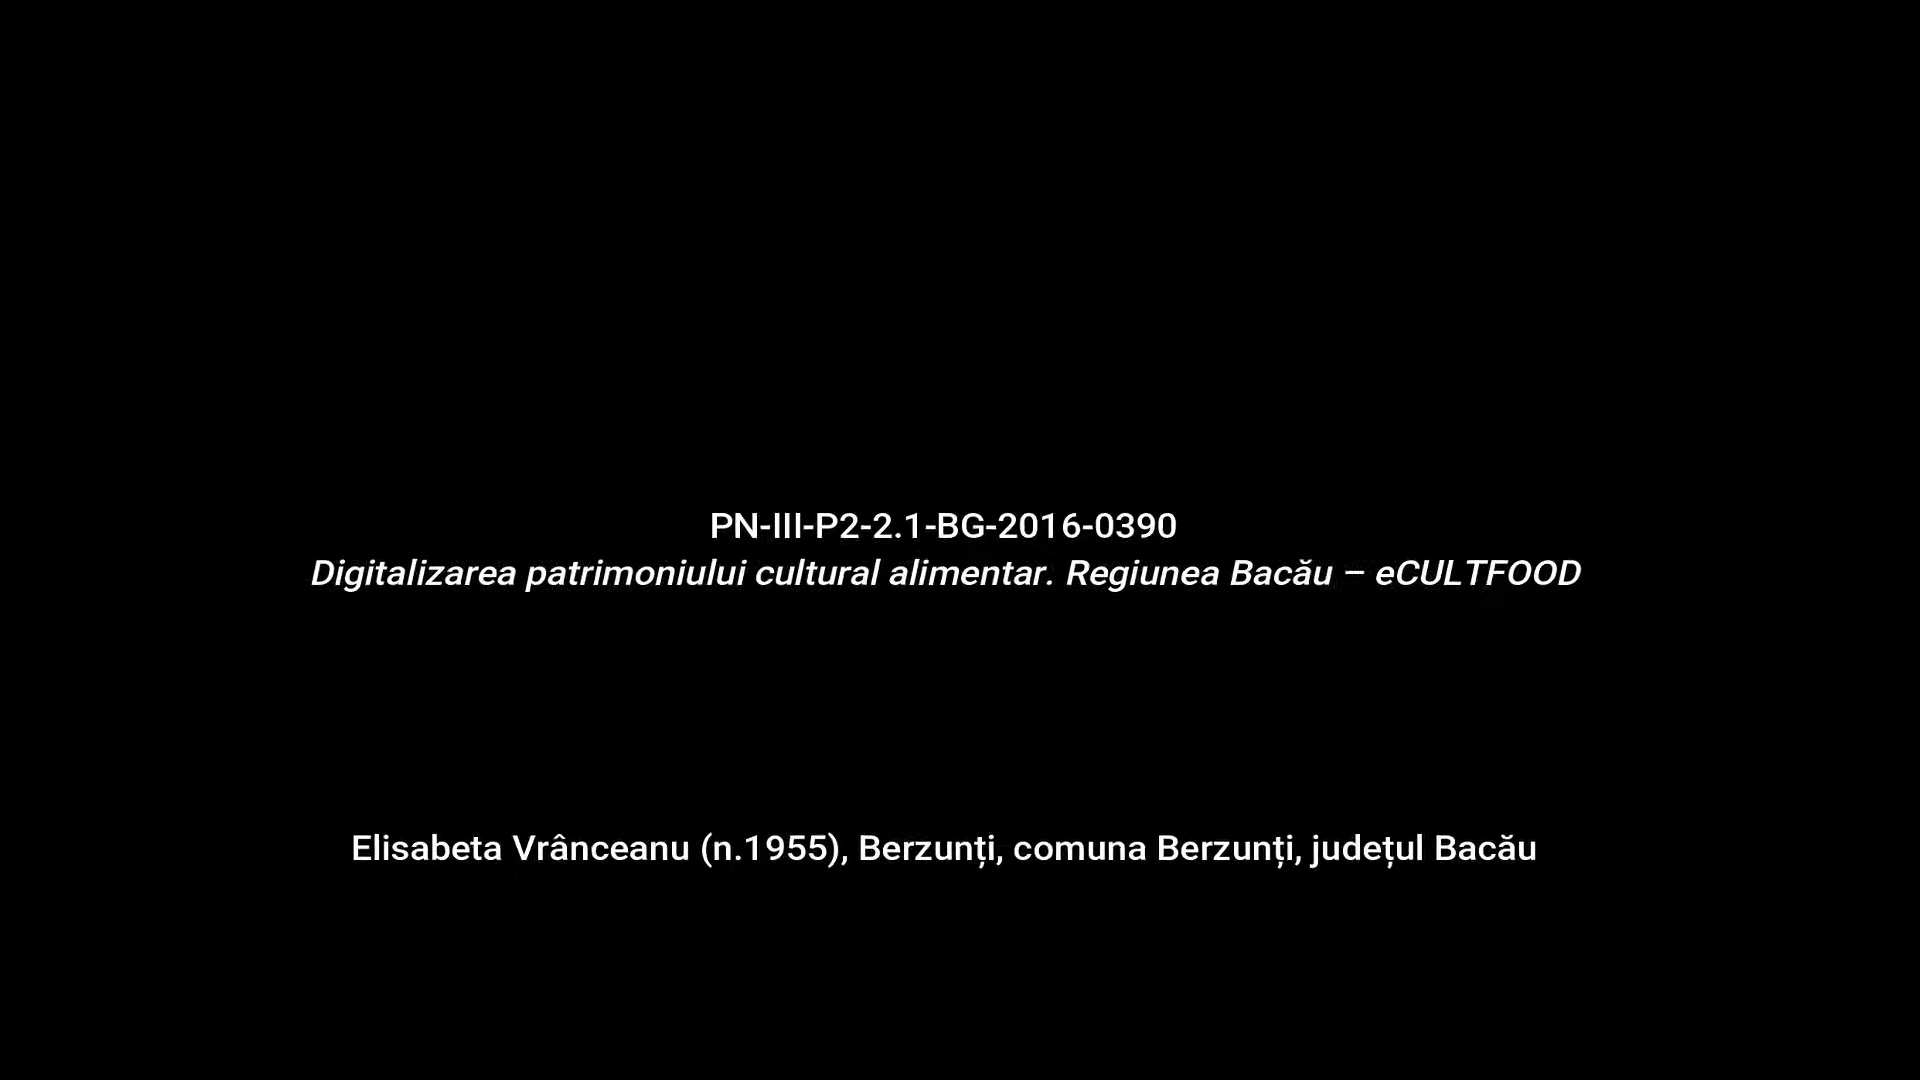 PN-III-P2-2.1-BG-2016-0390
Digitalizarea patrimoniului cultural alimentar. Regiunea Bacău – eCULTFOOD
Elisabeta Vrânceanu (n.1955), Berzunți, comuna Berzunți, județul Bacău